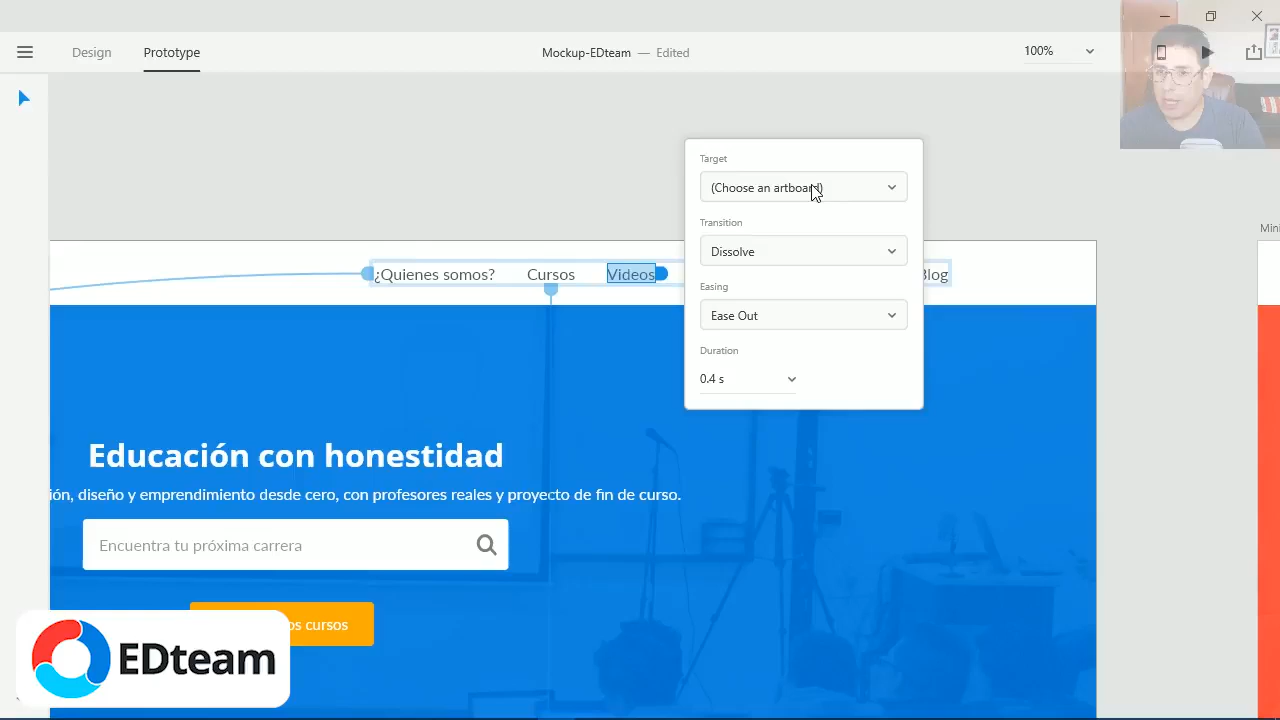 Design
Prototype
Mockup-EDteam — Edited
100%
Target
(Choose an artboard)
Transition
Dissolve
Easing
Ease Out
Duration
0.4 s
Mini
¿Quienes somos?
Cursos
Videos
Blog
Educación con honestidad
ión, diseño y emprendimiento desde cero, con profesores reales y proyecto de fin de curso.
Encuentra tu próxima carrera
os cursos
EDteam